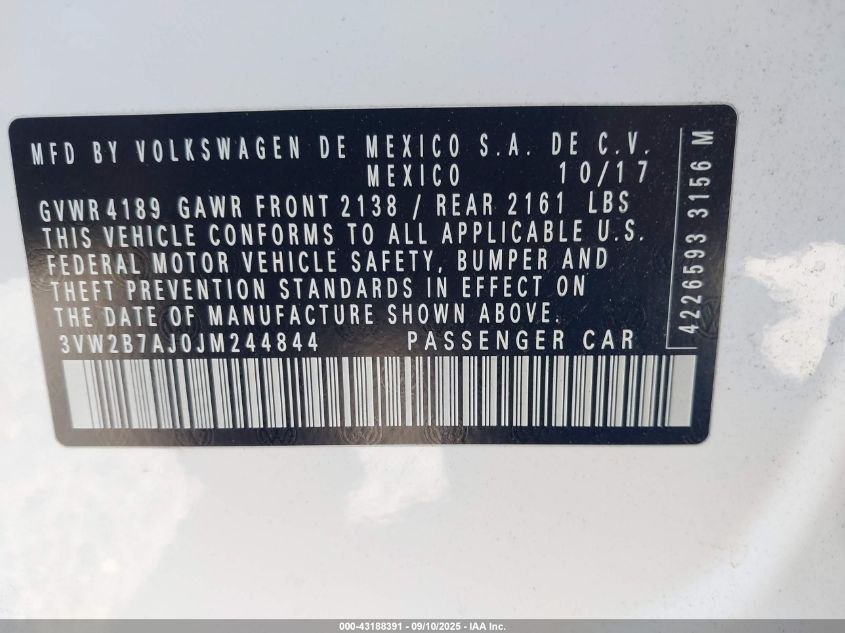 MFD BY VOLKSWAGEN DE MEXICO S.A. DE C.V.
MEXICO 10/17
GVWR 4189 GAWR FRONT 2138 / REAR 2161 LBS
THIS VEHICLE CONFORMS TO ALL APPLICABLE U.S.
FEDERAL MOTOR VEHICLE SAFETY, BUMPER AND
THEFT PREVENTION STANDARDS IN EFFECT ON
THE DATE OF MANUFACTURE SHOWN ABOVE.
3VW2B7AJ0JM244844 PASSENGER CAR
4226593 3156 M
000-43188391 - 09/10/2025 - IAA Inc.